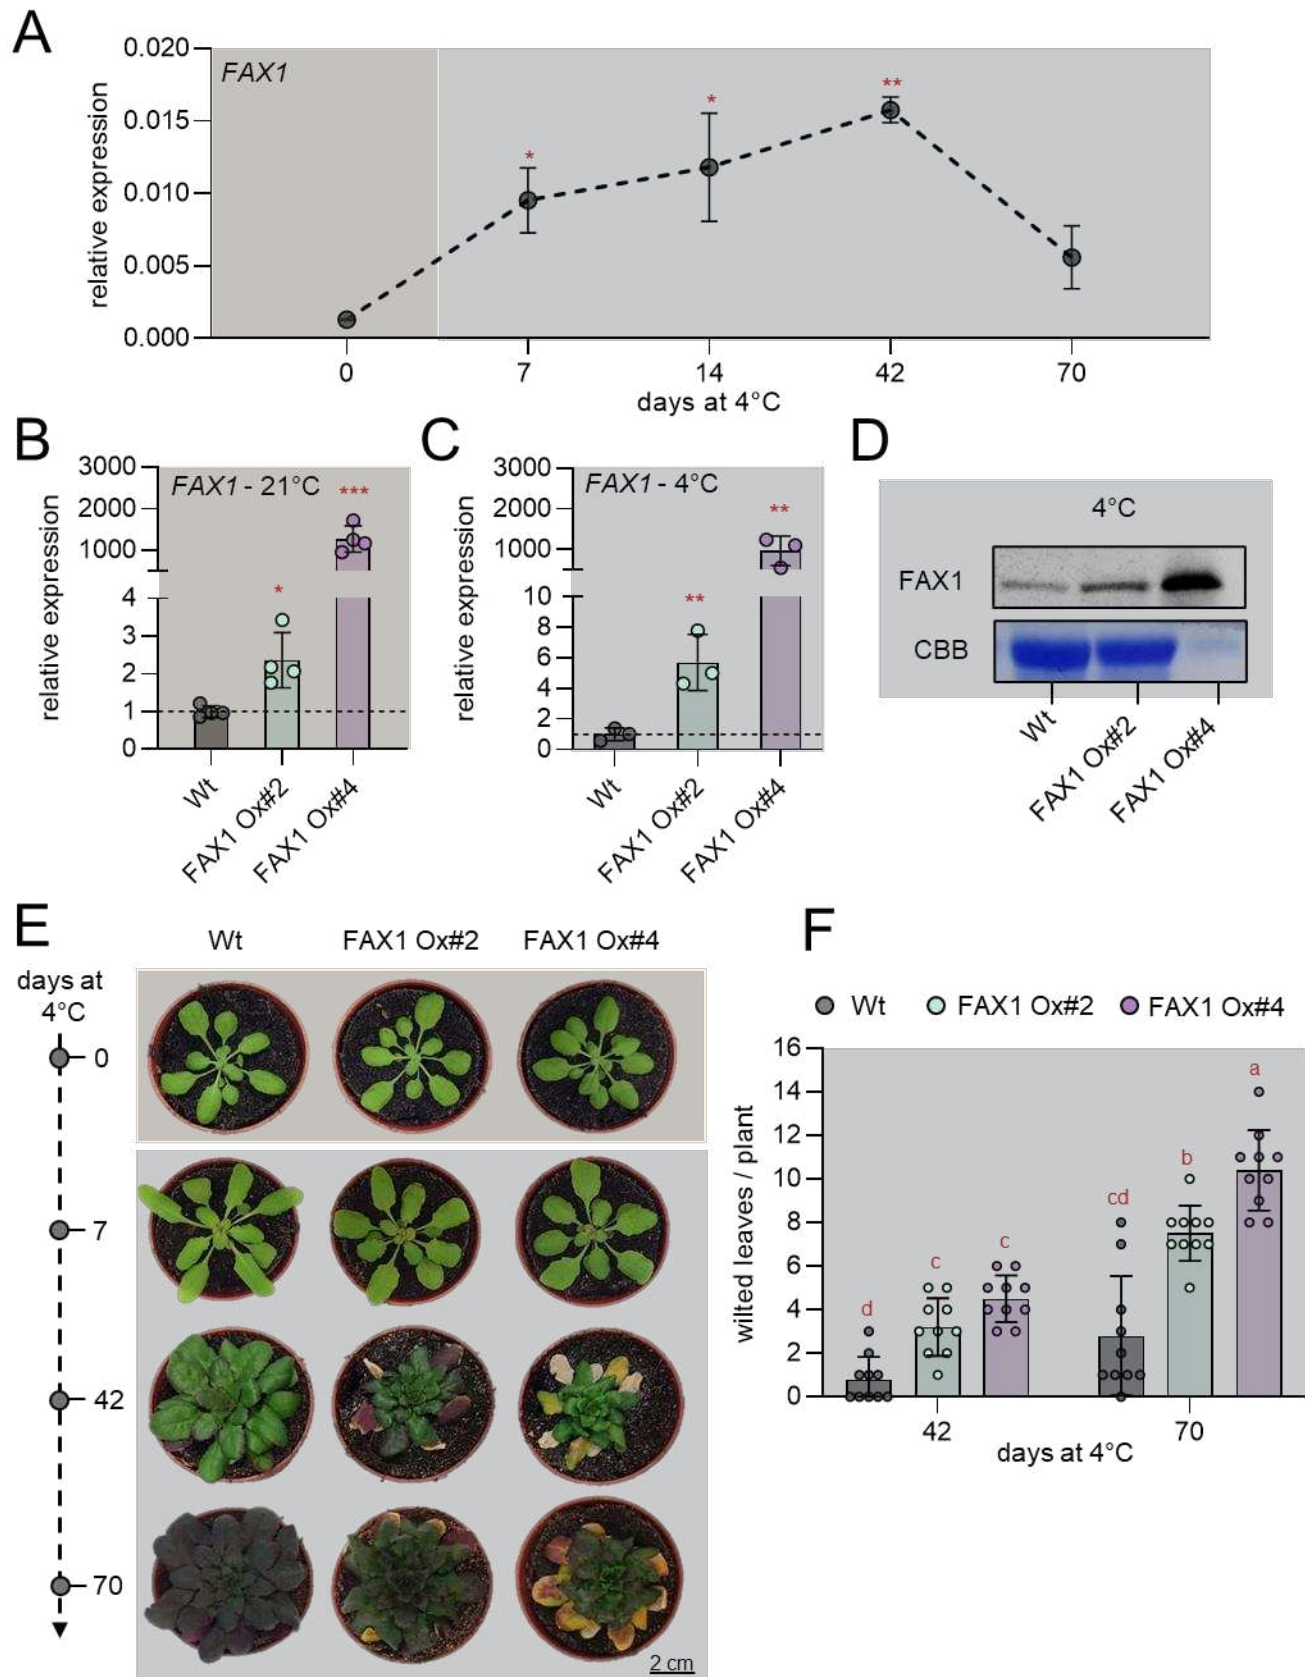 A
FAX1
relative expression
0.020
0.015
0.010
0.005
0.000
*
*
**
0 7 14 42 70
days at 4°C
B
FAX1 - 21°C
relative expression
3000
2000
1000
4
3
2
1
0
*
***
Wt
FAX1 Ox#2
FAX1 Ox#4
C
FAX1 - 4°C
relative expression
3000
2000
1000
10
8
6
4
2
0
**
**
Wt
FAX1 Ox#2
FAX1 Ox#4
D
4°C
FAX1
CBB
Wt
FAX1 Ox#2
FAX1 Ox#4
E
Wt FAX1 Ox#2 FAX1 Ox#4
days at
4°C
0
7
42
70
2 cm
F
Wt FAX1 Ox#2 FAX1 Ox#4
wilted leaves / plant
16
14
12
10
8
6
4
2
0
d
c
c
cd
b
a
42 70
days at 4°C